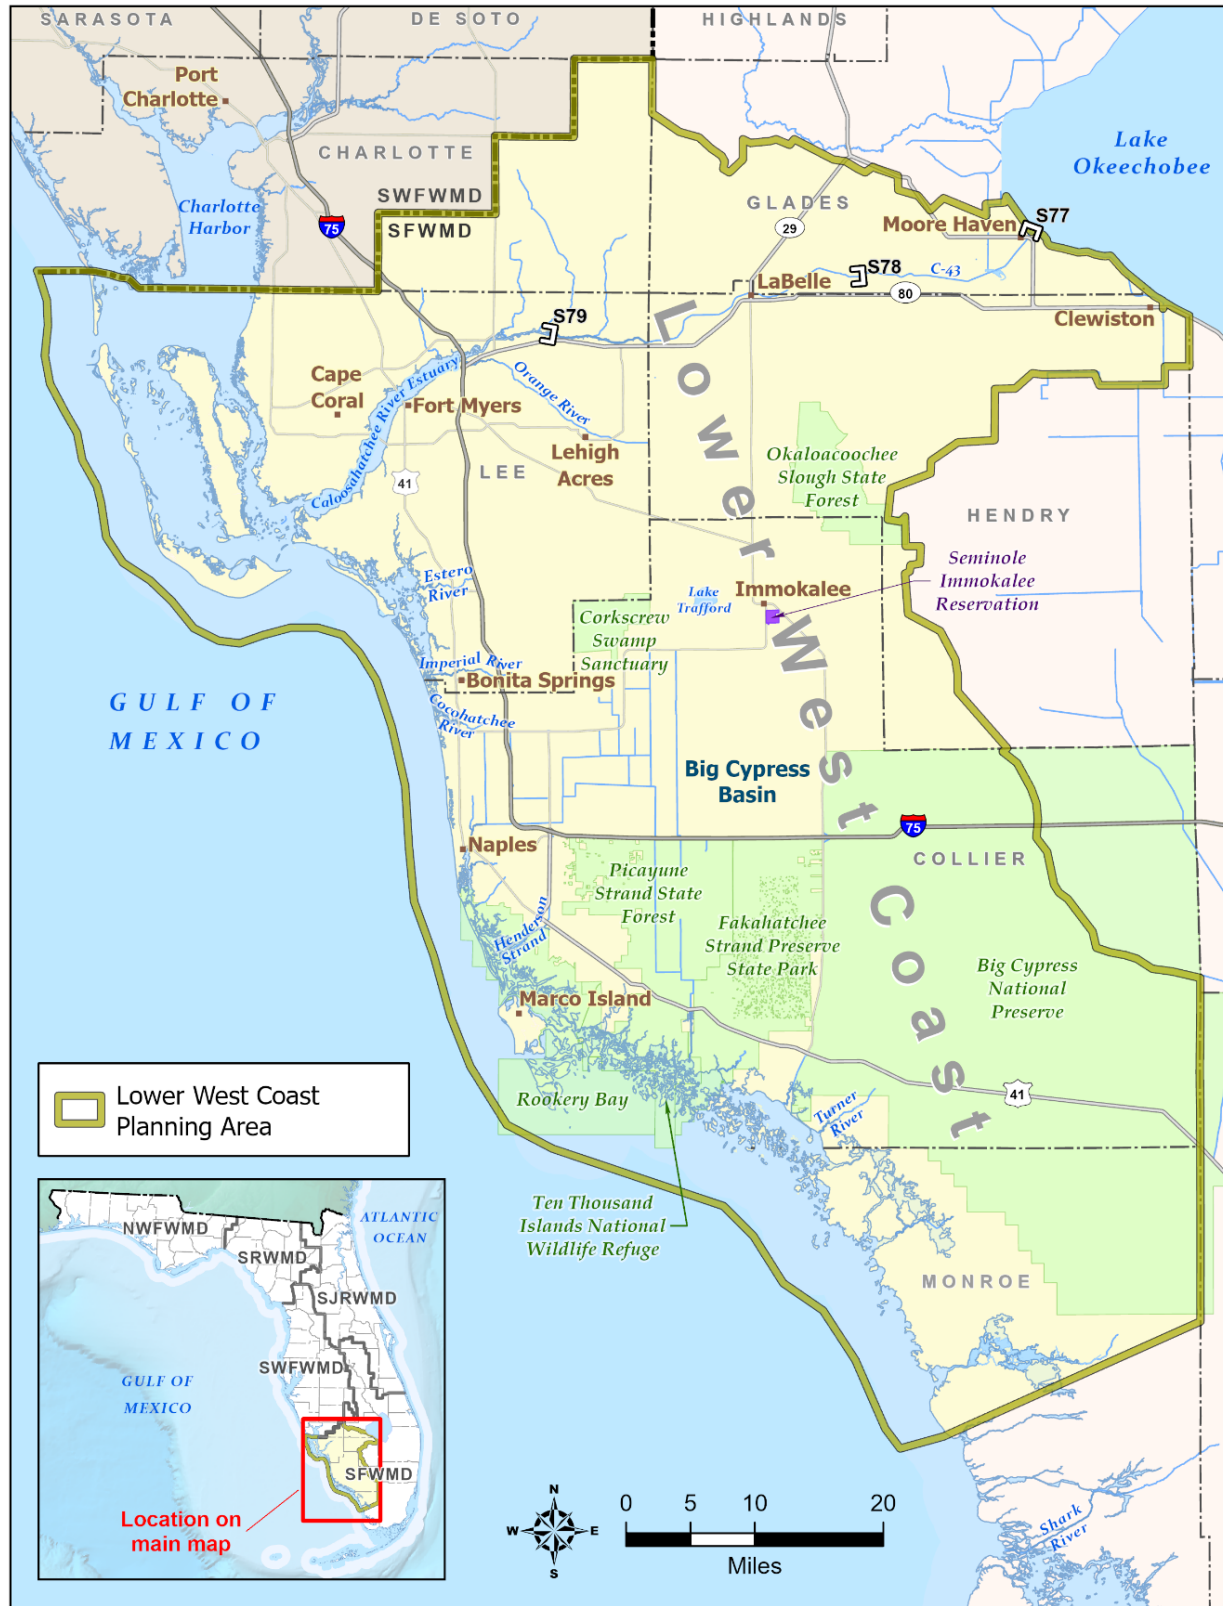 SARASOTA
DE SOTO
HIGHLANDS
Port
Charlotte
CHARLOTTE
SWFWMD
SFWMD
Charlotte
Harbor
75
Lake
Okeechobee
GLADES
29
Moore Haven
S77
S78
C-43
LaBelle
80
Clewiston
S79
Cape
Coral
Fort Myers
Caloosahatchee River Estuary
Orange River
Lehigh
Acres
LEE
41
Okaloacoochee
Slough State
Forest
HENDRY
Seminole
Immokalee
Reservation
Estero
River
Lake
Trafford
Immokalee
Corkscrew
Swamp
Sanctuary
Imperial River
Bonita Springs
Cocohatchee
River
GULF OF
MEXICO
Lower West Coast
Big Cypress
Basin
75
COLLIER
Naples
Picayune
Strand State
Forest
Henderson
Strand
Fakahatchee
Strand Preserve
State Park
Big Cypress
National
Preserve
Marco Island
Rookery Bay
41
Turner
River
Ten Thousand
Islands National
Wildlife Refuge
MONROE
Shark
River
Lower West Coast
Planning Area
NWFWMD
SRWMD
SJRWMD
SWFWMD
SFWMD
ATLANTIC
OCEAN
GULF OF
MEXICO
Location on
main map
N
W
E
S
0 5 10 20
Miles